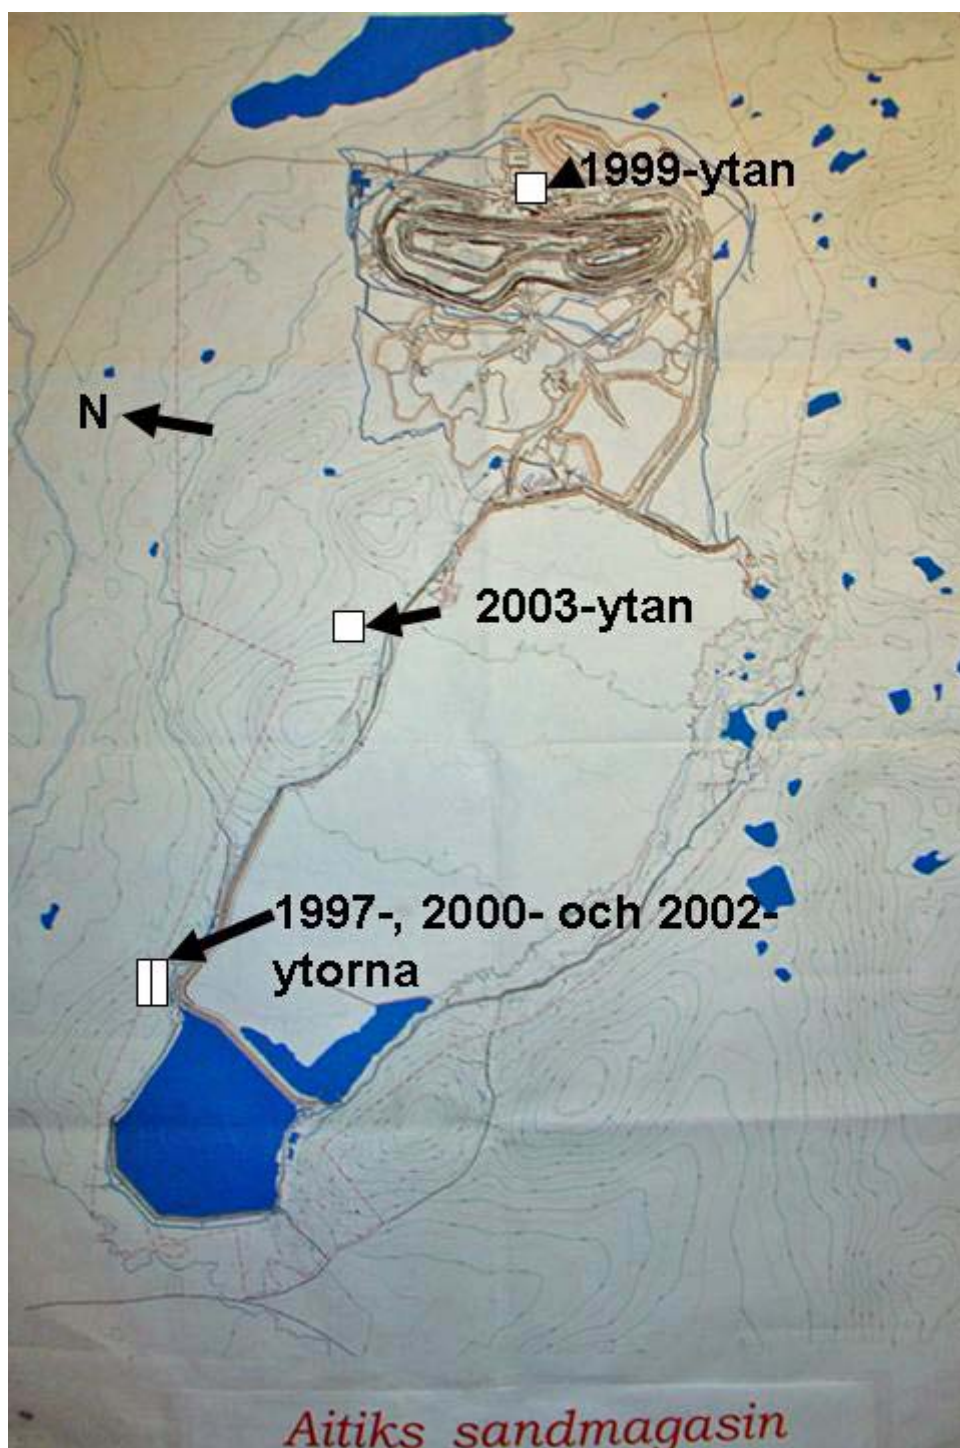 1999-ytan
N
2003-ytan
1997-, 2000- och 2002-
ytorna
Aitiks sandmagasin